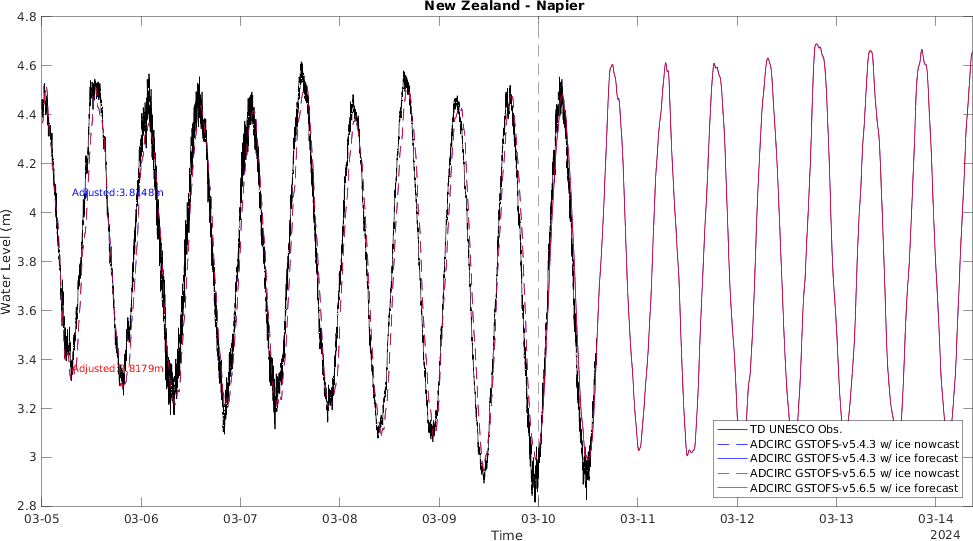 New Zealand - Napier
4.8
4.6
4.4
4.2
4
3.8
3.6
3.4
3.2
3
2.8
Water Level (m)
Adjusted:3.8148m
Adjusted:3.8179m
TD UNESCO Obs.
ADCIRC GSTOFS-v5.4.3 w/ ice nowcast
ADCIRC GSTOFS-v5.4.3 w/ ice forecast
ADCIRC GSTOFS-v5.6.5 w/ ice nowcast
ADCIRC GSTOFS-v5.6.5 w/ ice forecast
03-05 03-06 03-07 03-08 03-09 03-10 03-11 03-12 03-13 03-14
Time
2024